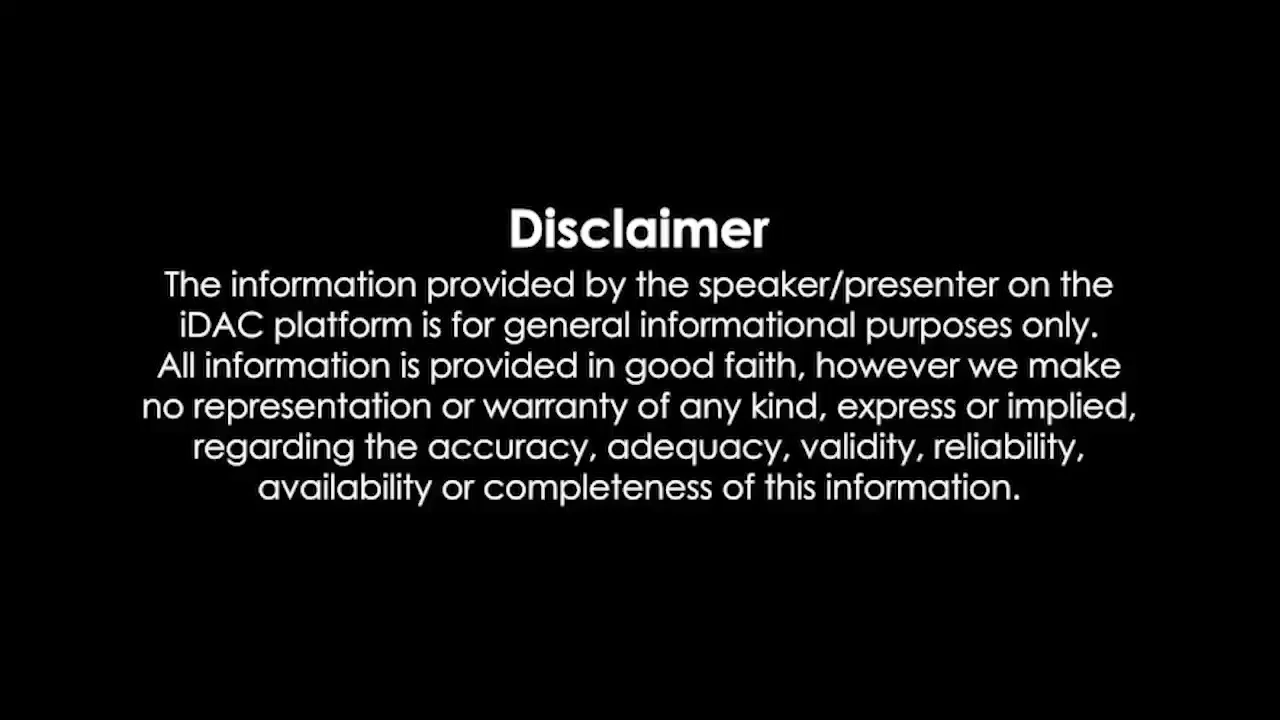 Disclaimer
The information provided by the speaker/presenter on the
iDAC platform is for general informational purposes only.
All information is provided in good faith, however we make
no representation or warranty of any kind, express or implied,
regarding the accuracy, adequacy, validity, reliability,
availability or completeness of this information.